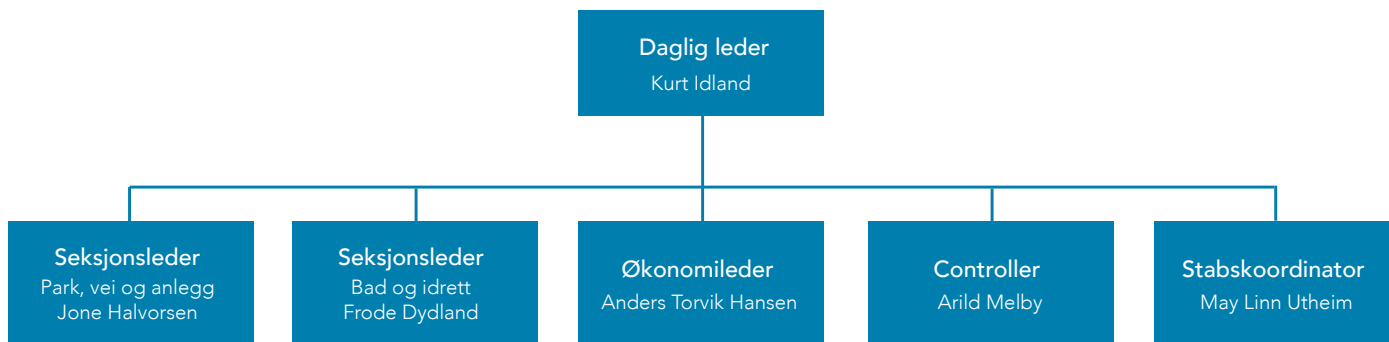 Daglig leder
Kurt Idland
Seksjonsleder
Park, vei og anlegg
Jone Halvorsen
Seksjonsleder
Bad og idrett
Frode Dydland
Økonomileder
Anders Torvik Hansen
Controller
Arild Melby
Stabskoordinator
May Linn Utheim